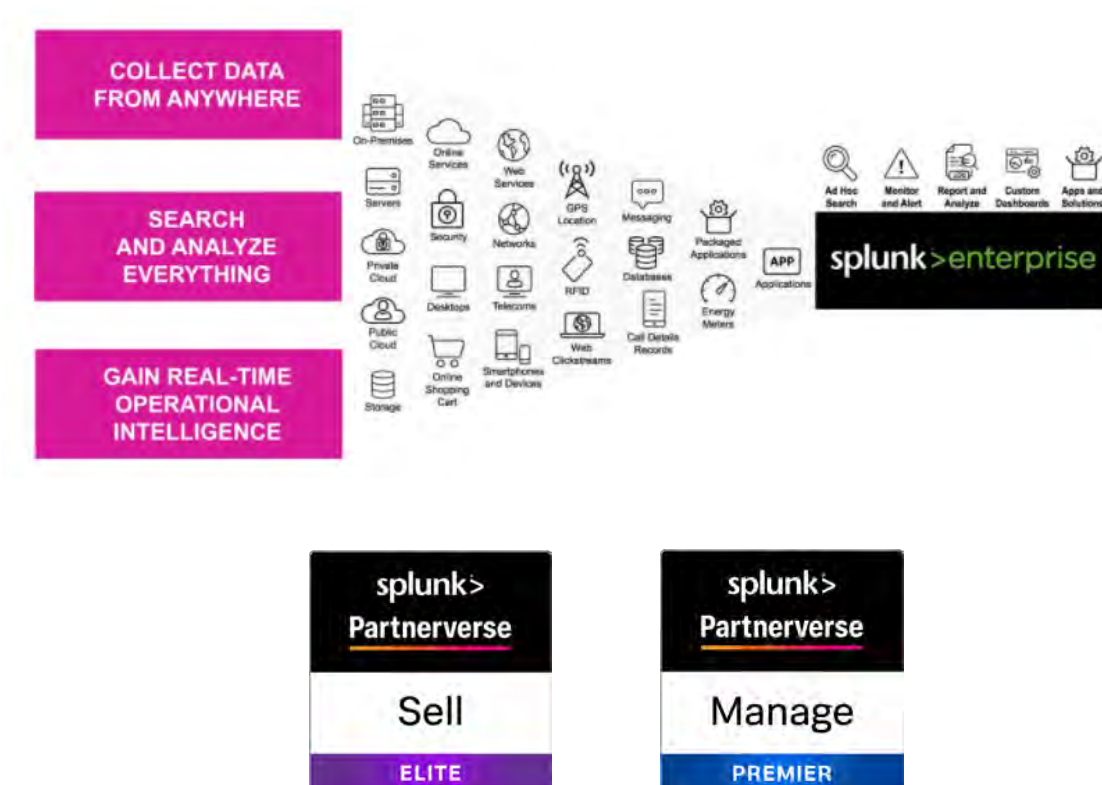 COLLECT DATA
FROM ANYWHERE
SEARCH
AND ANALYZE
EVERYTHING
GAIN REAL-TIME
OPERATIONAL
INTELLIGENCE
On-Premises
Servers
Private
Cloud
Public
Cloud
Storage
Online
Services
Security
Desktops
Online
Shopping
Cart
Web
Services
Networks
Telecoms
Smartphones
and Devices
GPS
Location
RFID
Web
Clickstreams
Messaging
Databases
Call Details
Records
Packaged
Applications
Energy
Meters
APP
Applications
Ad Hoc
Search
Monitor
and Alert
Report and
Analyze
Custom
Dashboards
Apps and
Solutions
splunk>enterprise
splunk>
Partnerverse
Sell
ELITE
splunk>
Partnerverse
Manage
PREMIER